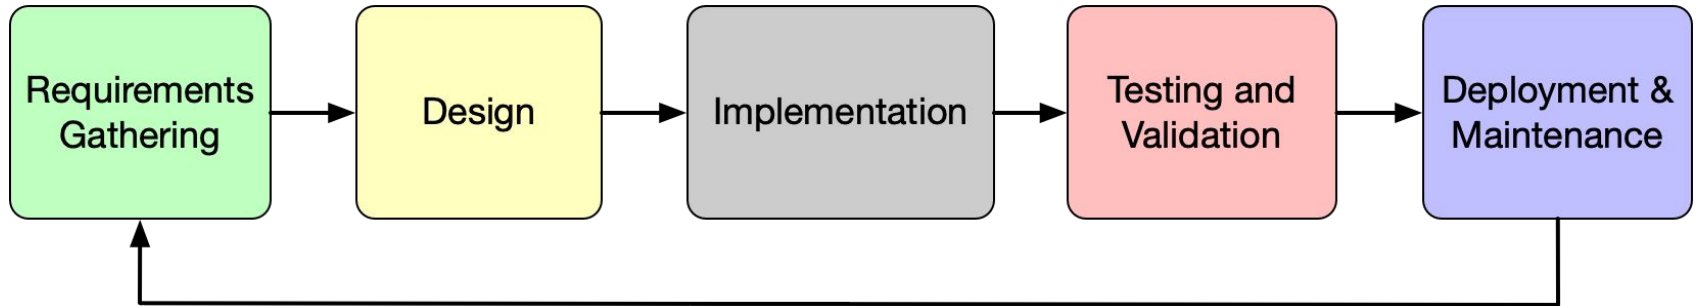 Requirements
Gathering
Design
Implementation
Testing and
Validation
Deployment &
Maintenance